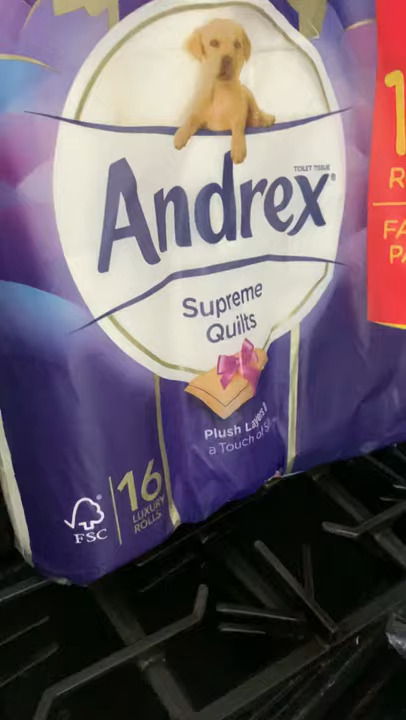 TOILET TISSUE
Andrex®
Supreme
Quilts
Plush Layers
a Touch of
FSC
®
16
LUXURY
ROLLS